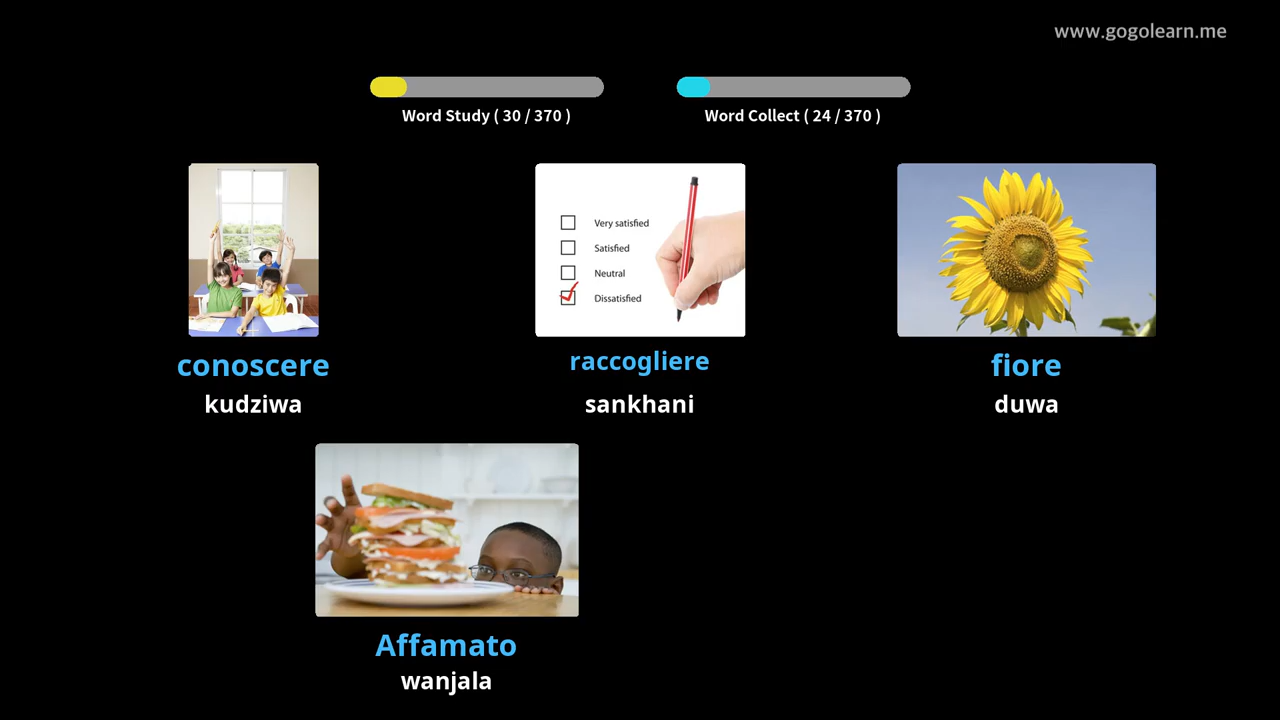 www.gogolearn.me
Word Study ( 30 / 370 )
Word Collect ( 24 / 370 )
Very satisfied
Satisfied
Neutral
Dissatisfied
conoscere
kudziwa
raccogliere
sankhani
fiore
duwa
Affamato
wanjala